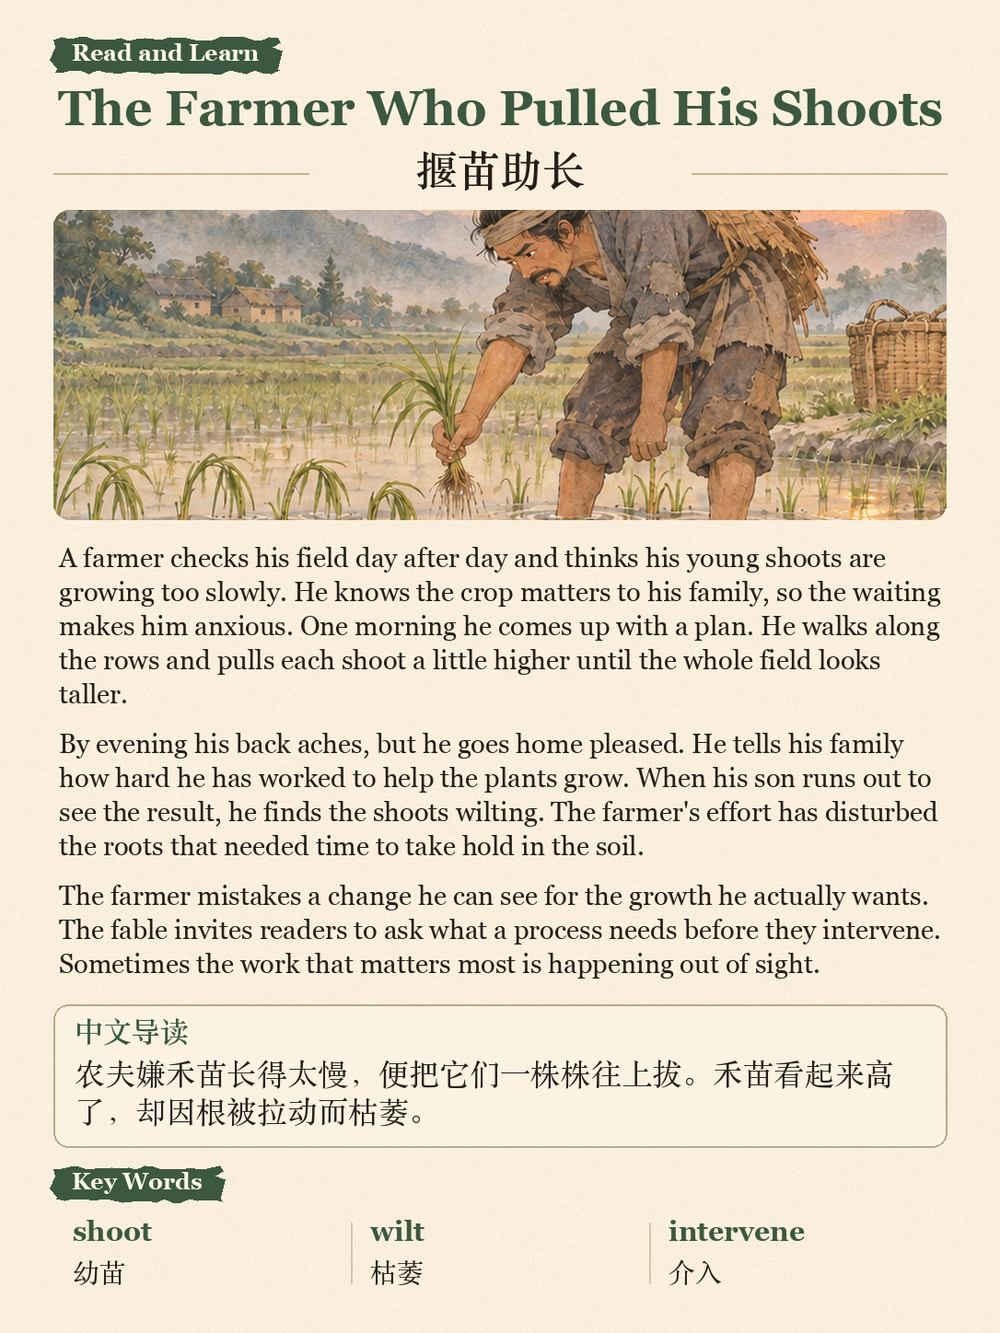 Read and Learn
The Farmer Who Pulled His Shoots
揠苗助长
A farmer checks his field day after day and thinks his young shoots are
growing too slowly. He knows the crop matters to his family, so the waiting
makes him anxious. One morning he comes up with a plan. He walks along
the rows and pulls each shoot a little higher until the whole field looks
taller.
By evening his back aches, but he goes home pleased. He tells his family
how hard he has worked to help the plants grow. When his son runs out to
see the result, he finds the shoots wilting. The farmer's effort has disturbed
the roots that needed time to take hold in the soil.
The farmer mistakes a change he can see for the growth he actually wants.
The fable invites readers to ask what a process needs before they intervene.
Sometimes the work that matters most is happening out of sight.
中文导读
农夫嫌禾苗长得太慢，便把它们一株株往上拔。禾苗看起来高
了，却因根被拉动而枯萎。
Key Words
shoot
幼苗
wilt
枯萎
intervene
介入